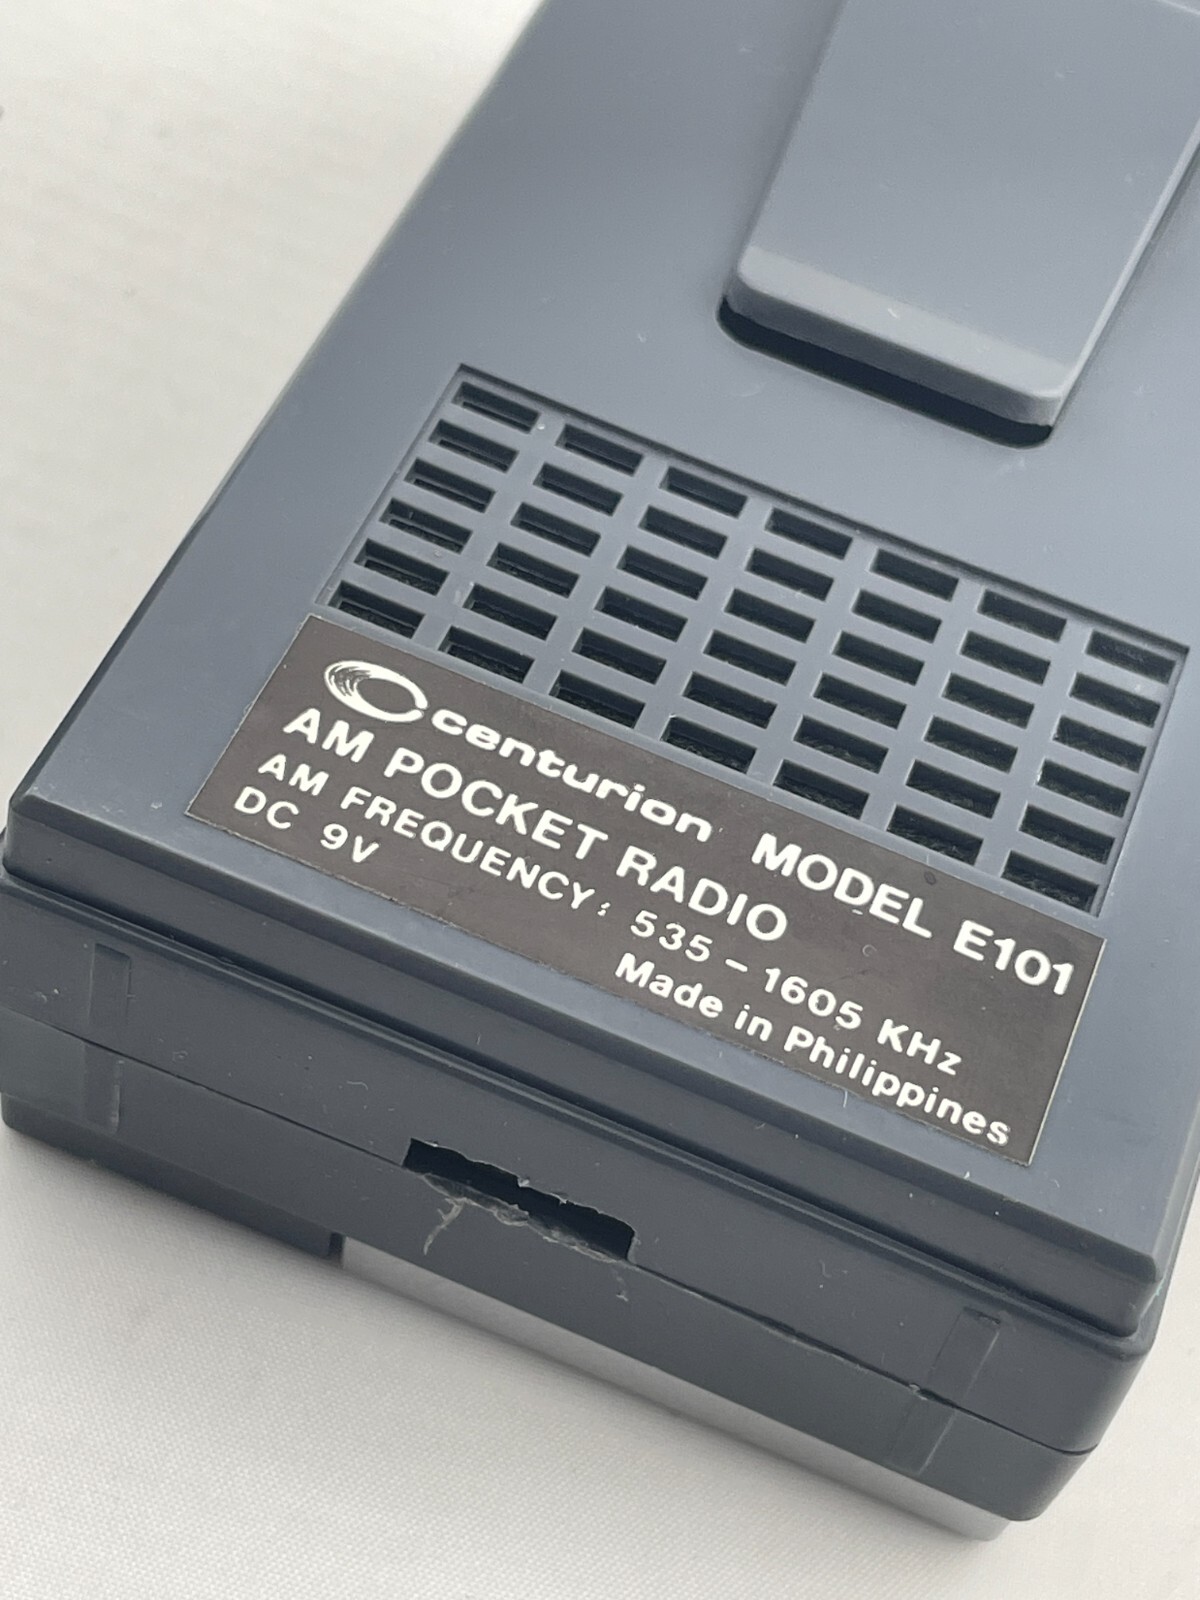 centurion MODEL E101
AM POCKET RADIO
AM FREQUENCY: 535 – 1605 KHz
DC 9V Made in Philippines